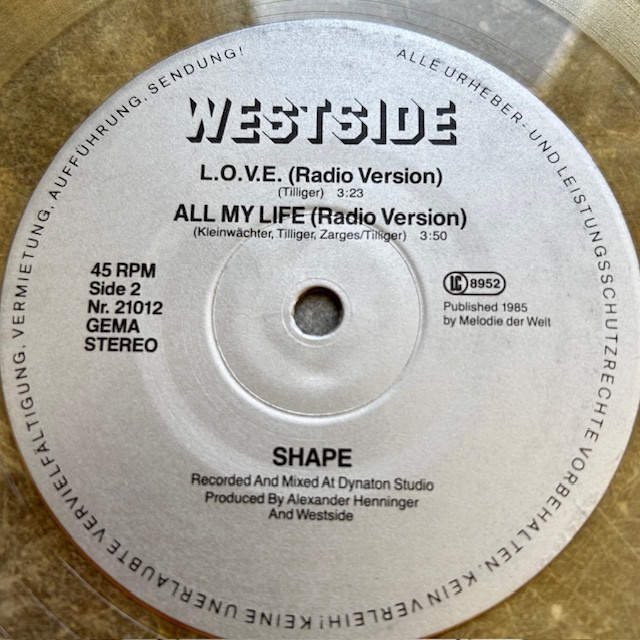 ALLE URHEBER- UND LEISTUNGSSCHUTZRECHTE VORBEHALTEN. KEIN VERLEIH! KEINE UNERLAUBTE VERVIELFÄLTIGUNG, VERMIETUNG, AUFFÜHRUNG, SENDUNG!
WESTSIDE
L.O.V.E. (Radio Version)
(Tilliger) 3:23
ALL MY LIFE (Radio Version)
(Kleinwächter, Tilliger, Zarges/Tilliger) 3:50
45 RPM
Side 2
Nr. 21012
GEMA
STEREO
LC 8952
Published 1985
by Melodie der Welt
SHAPE
Recorded And Mixed At Dynaton Studio
Produced By Alexander Henninger
And Westside